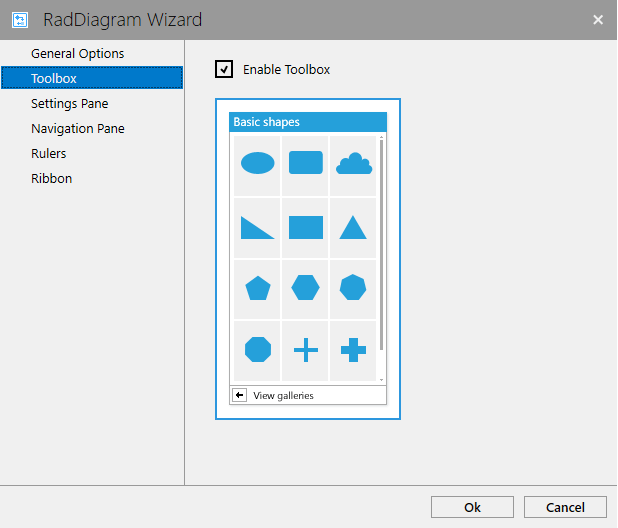 RadDiagram Wizard
General Options
Toolbox
Settings Pane
Navigation Pane
Rulers
Ribbon
Enable Toolbox
Basic shapes
View galleries
Ok
Cancel